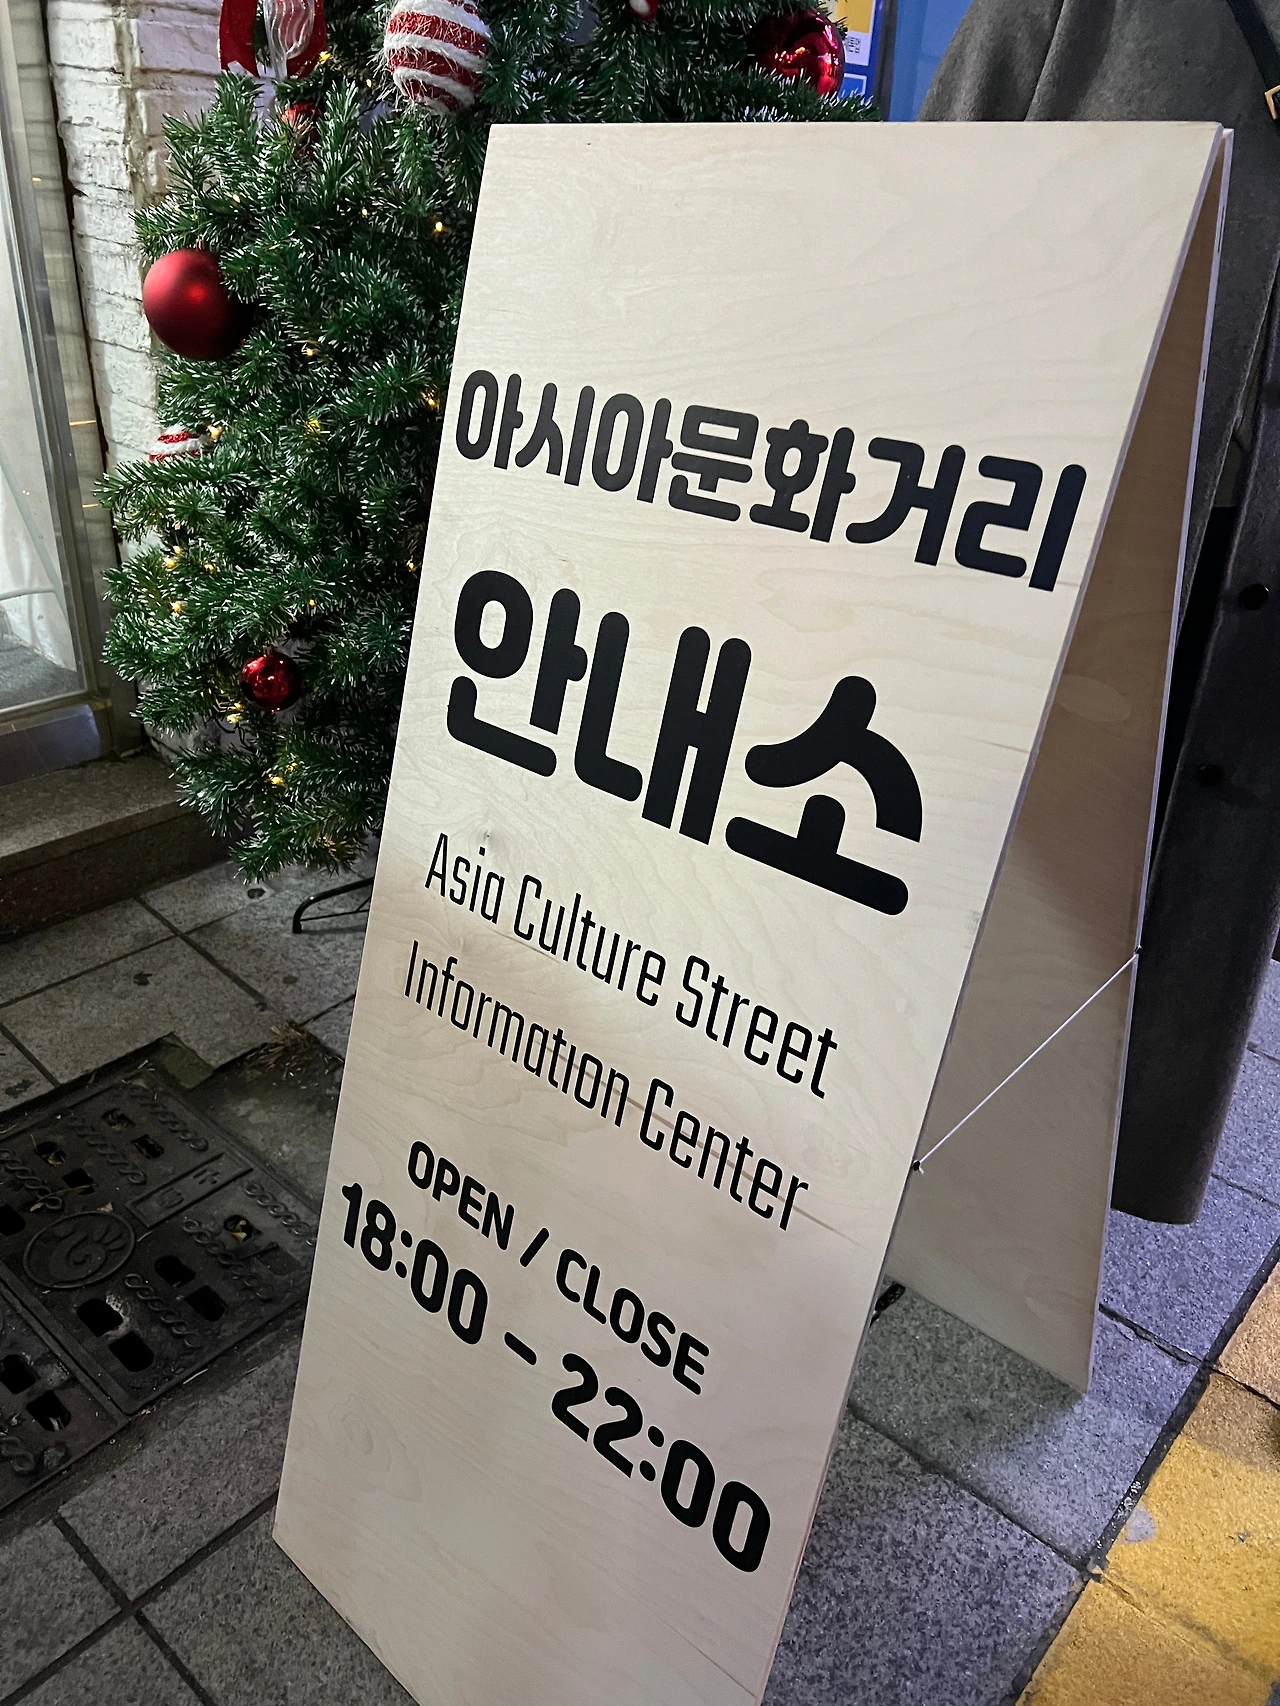 아시아문화거리
안내소
Asia Culture Street
Information Center
OPEN / CLOSE
18:00 - 22:00